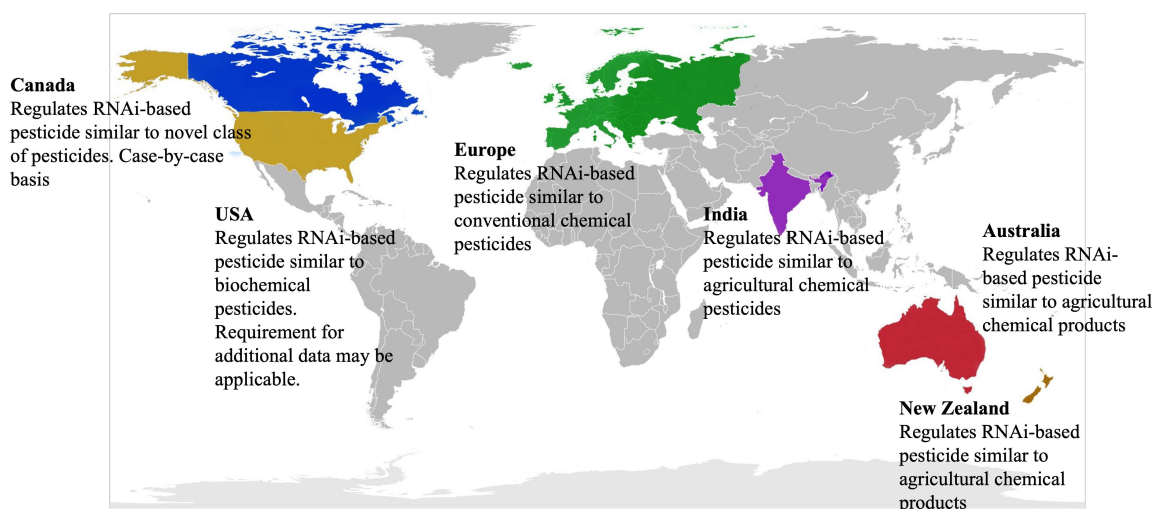 Canada
Regulates RNAi-based
pesticide similar to novel class
of pesticides. Case-by-case
basis
USA
Regulates RNAi-based
pesticide similar to
biochemical
pesticides.
Requirement for
additional data may be
applicable.
Europe
Regulates RNAi-based
pesticide similar to
conventional chemical
pesticides
India
Regulates RNAi-based
pesticide similar to
agricultural chemical
pesticides
Australia
Regulates RNAi-
based pesticide
similar to agricultural
chemical products
New Zealand
Regulates RNAi-based
pesticide similar to
agricultural chemical
products